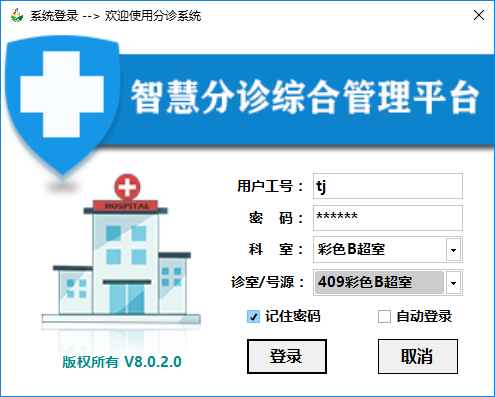 系统登录 --> 欢迎使用分诊系统
智慧分诊综合管理平台
HOSPITAL
用户工号： tj
密　码： ******
科　室： 彩色B超室
诊室/号源： 409彩色B超室
记住密码 自动登录
登录 取消
版权所有 V8.0.2.0